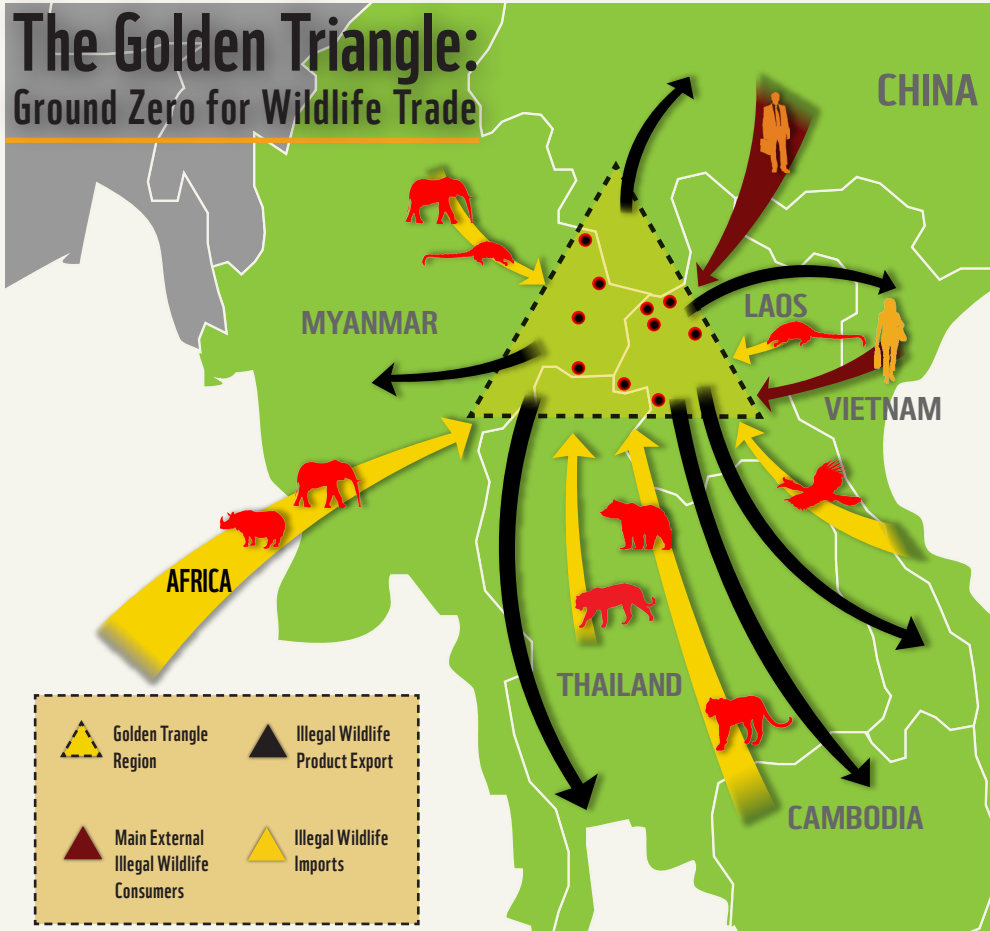 The Golden Triangle:
Ground Zero for Wildlife Trade
CHINA
MYANMAR
LAOS
VIETNAM
AFRICA
THAILAND
CAMBODIA
Golden Trangle
Region
Illegal Wildlife
Product Export
Main External
Illegal Wildlife
Consumers
Illegal Wildlife
Imports